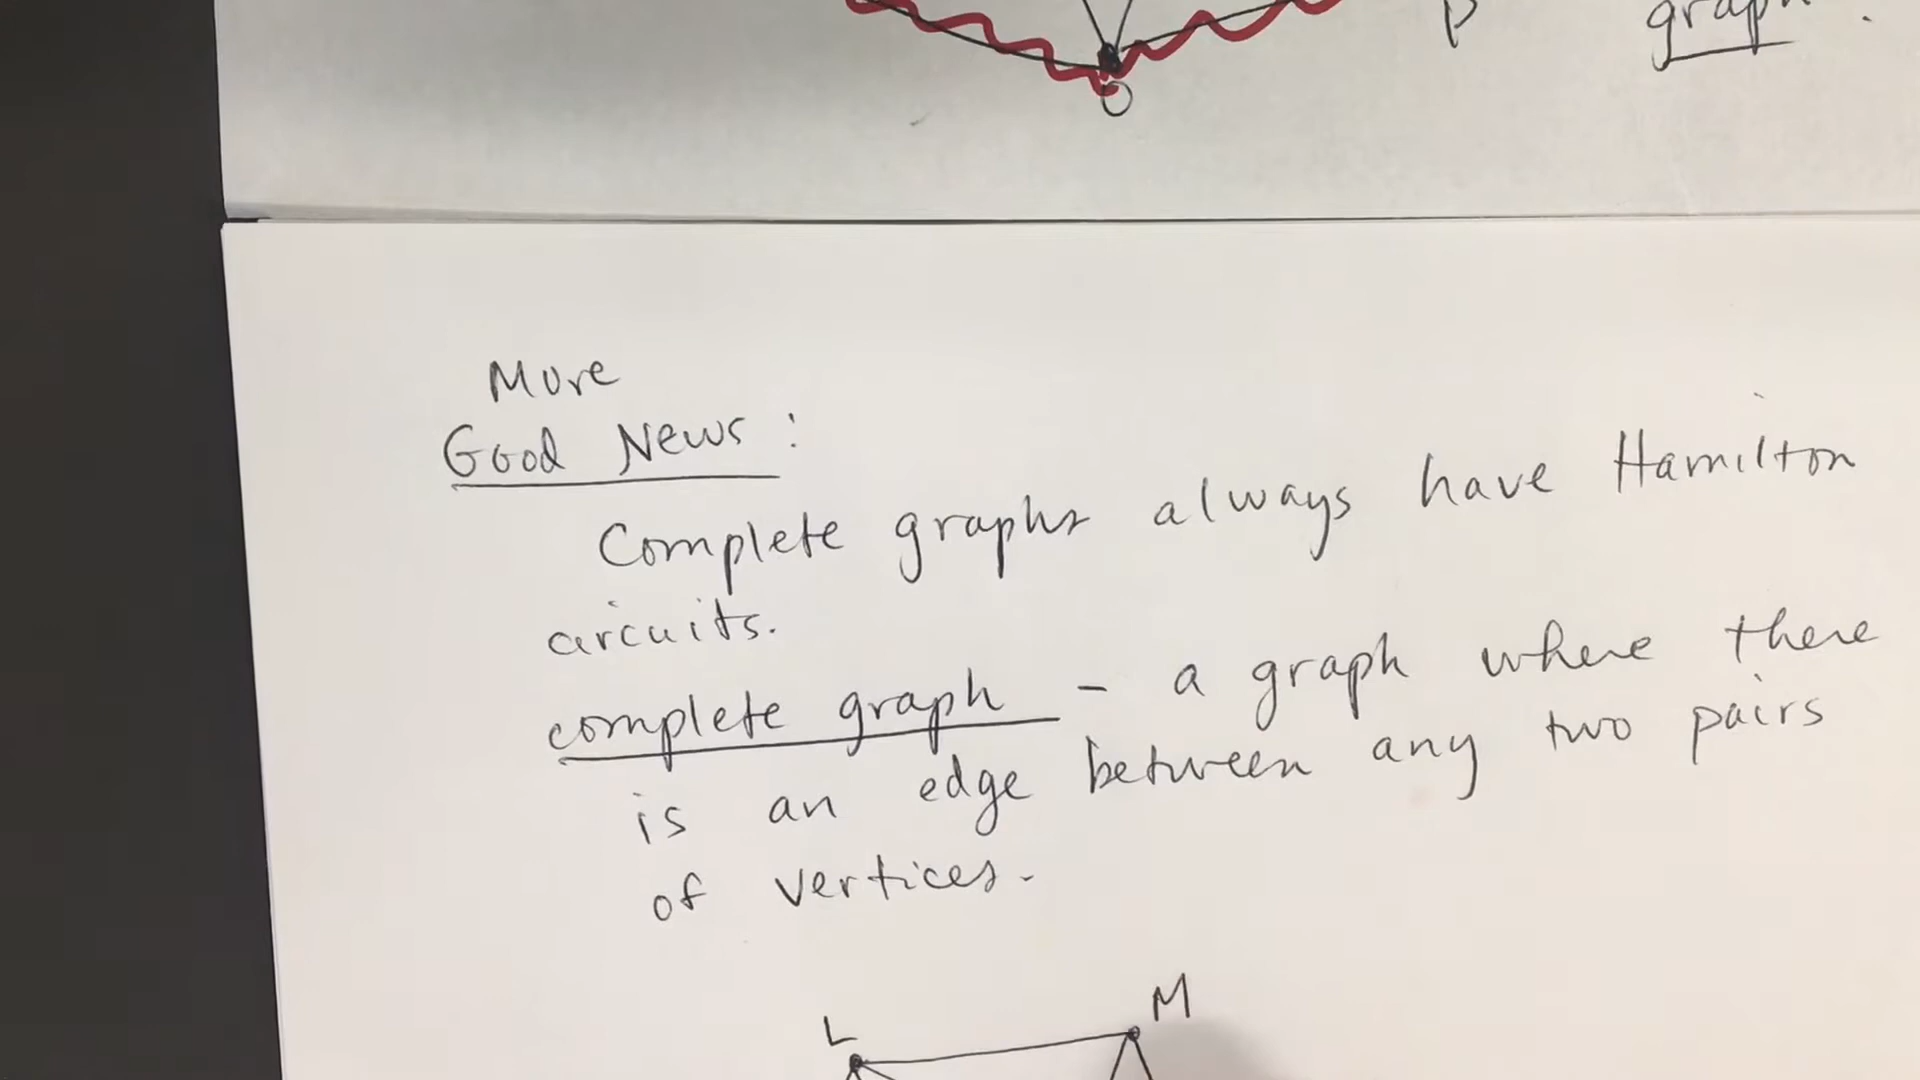 p graph.
O
More
Good News:
Complete graphs always have Hamilton
circuits.
complete graph - a graph where there
is an edge between any two pairs
of vertices.
M
L